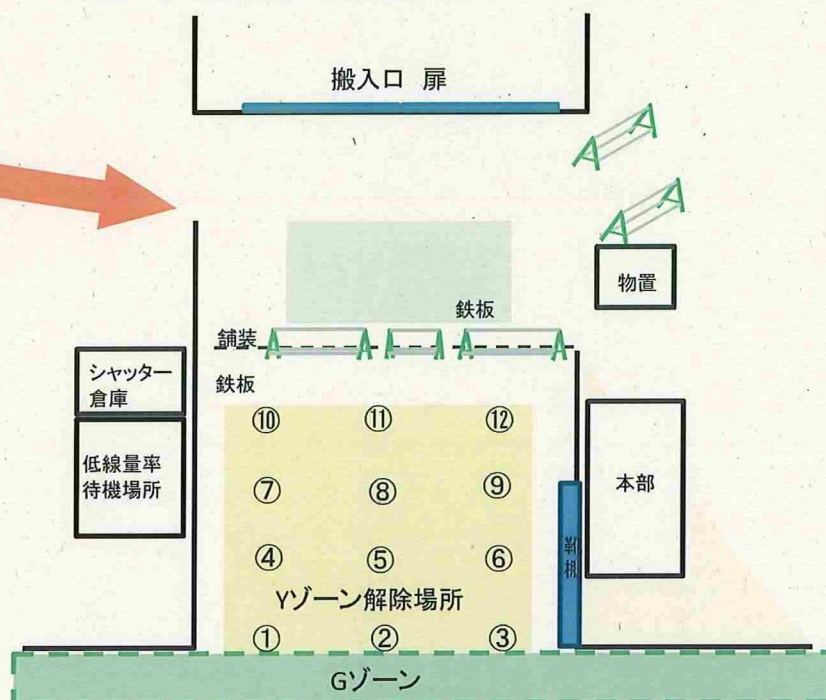 搬入口 扉
物置
鉄板
舗装
シャッター
倉庫
鉄板
⑩ ⑪ ⑫
低線量率
待機場所
⑦ ⑧ ⑨
本部
④ ⑤ ⑥
靴棚
Yゾーン解除場所
① ② ③
Gゾーン